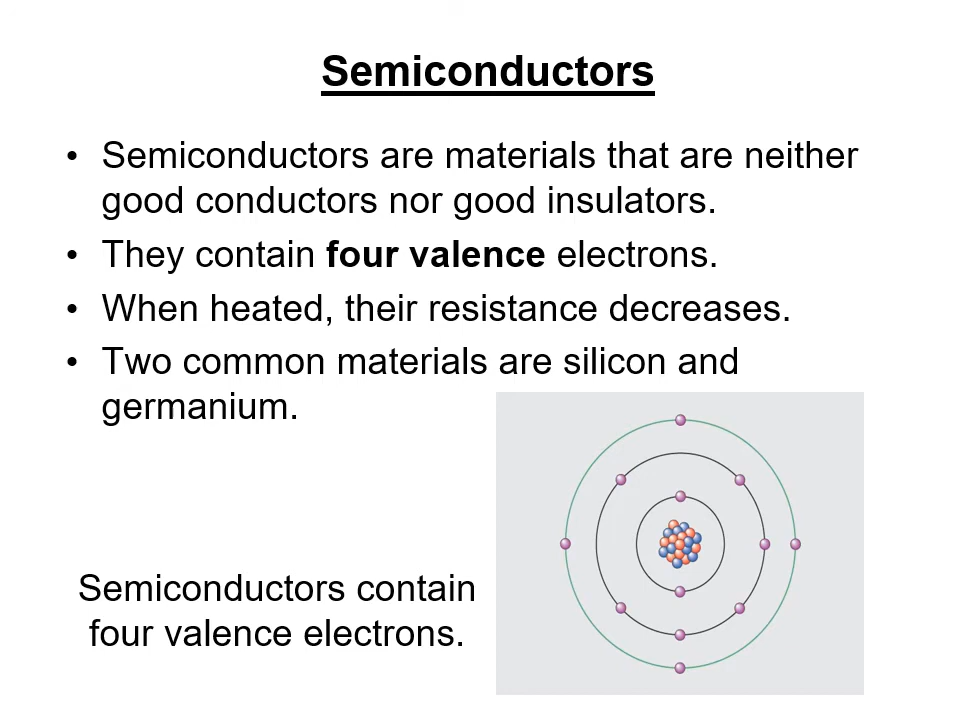 Semiconductors
• Semiconductors are materials that are neither
good conductors nor good insulators.
• They contain four valence electrons.
• When heated, their resistance decreases.
• Two common materials are silicon and
germanium.
Semiconductors contain
four valence electrons.